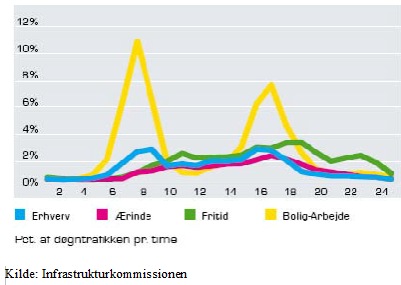 12%
10%
8%
6%
4%
2%
0%
2 4 6 8 10 12 14 16 18 20 22 24
Erhverv Ærinde Fritid Bolig-Arbejde
Pct. af døgntrafikken pr. time
Kilde: Infrastrukturkommissionen